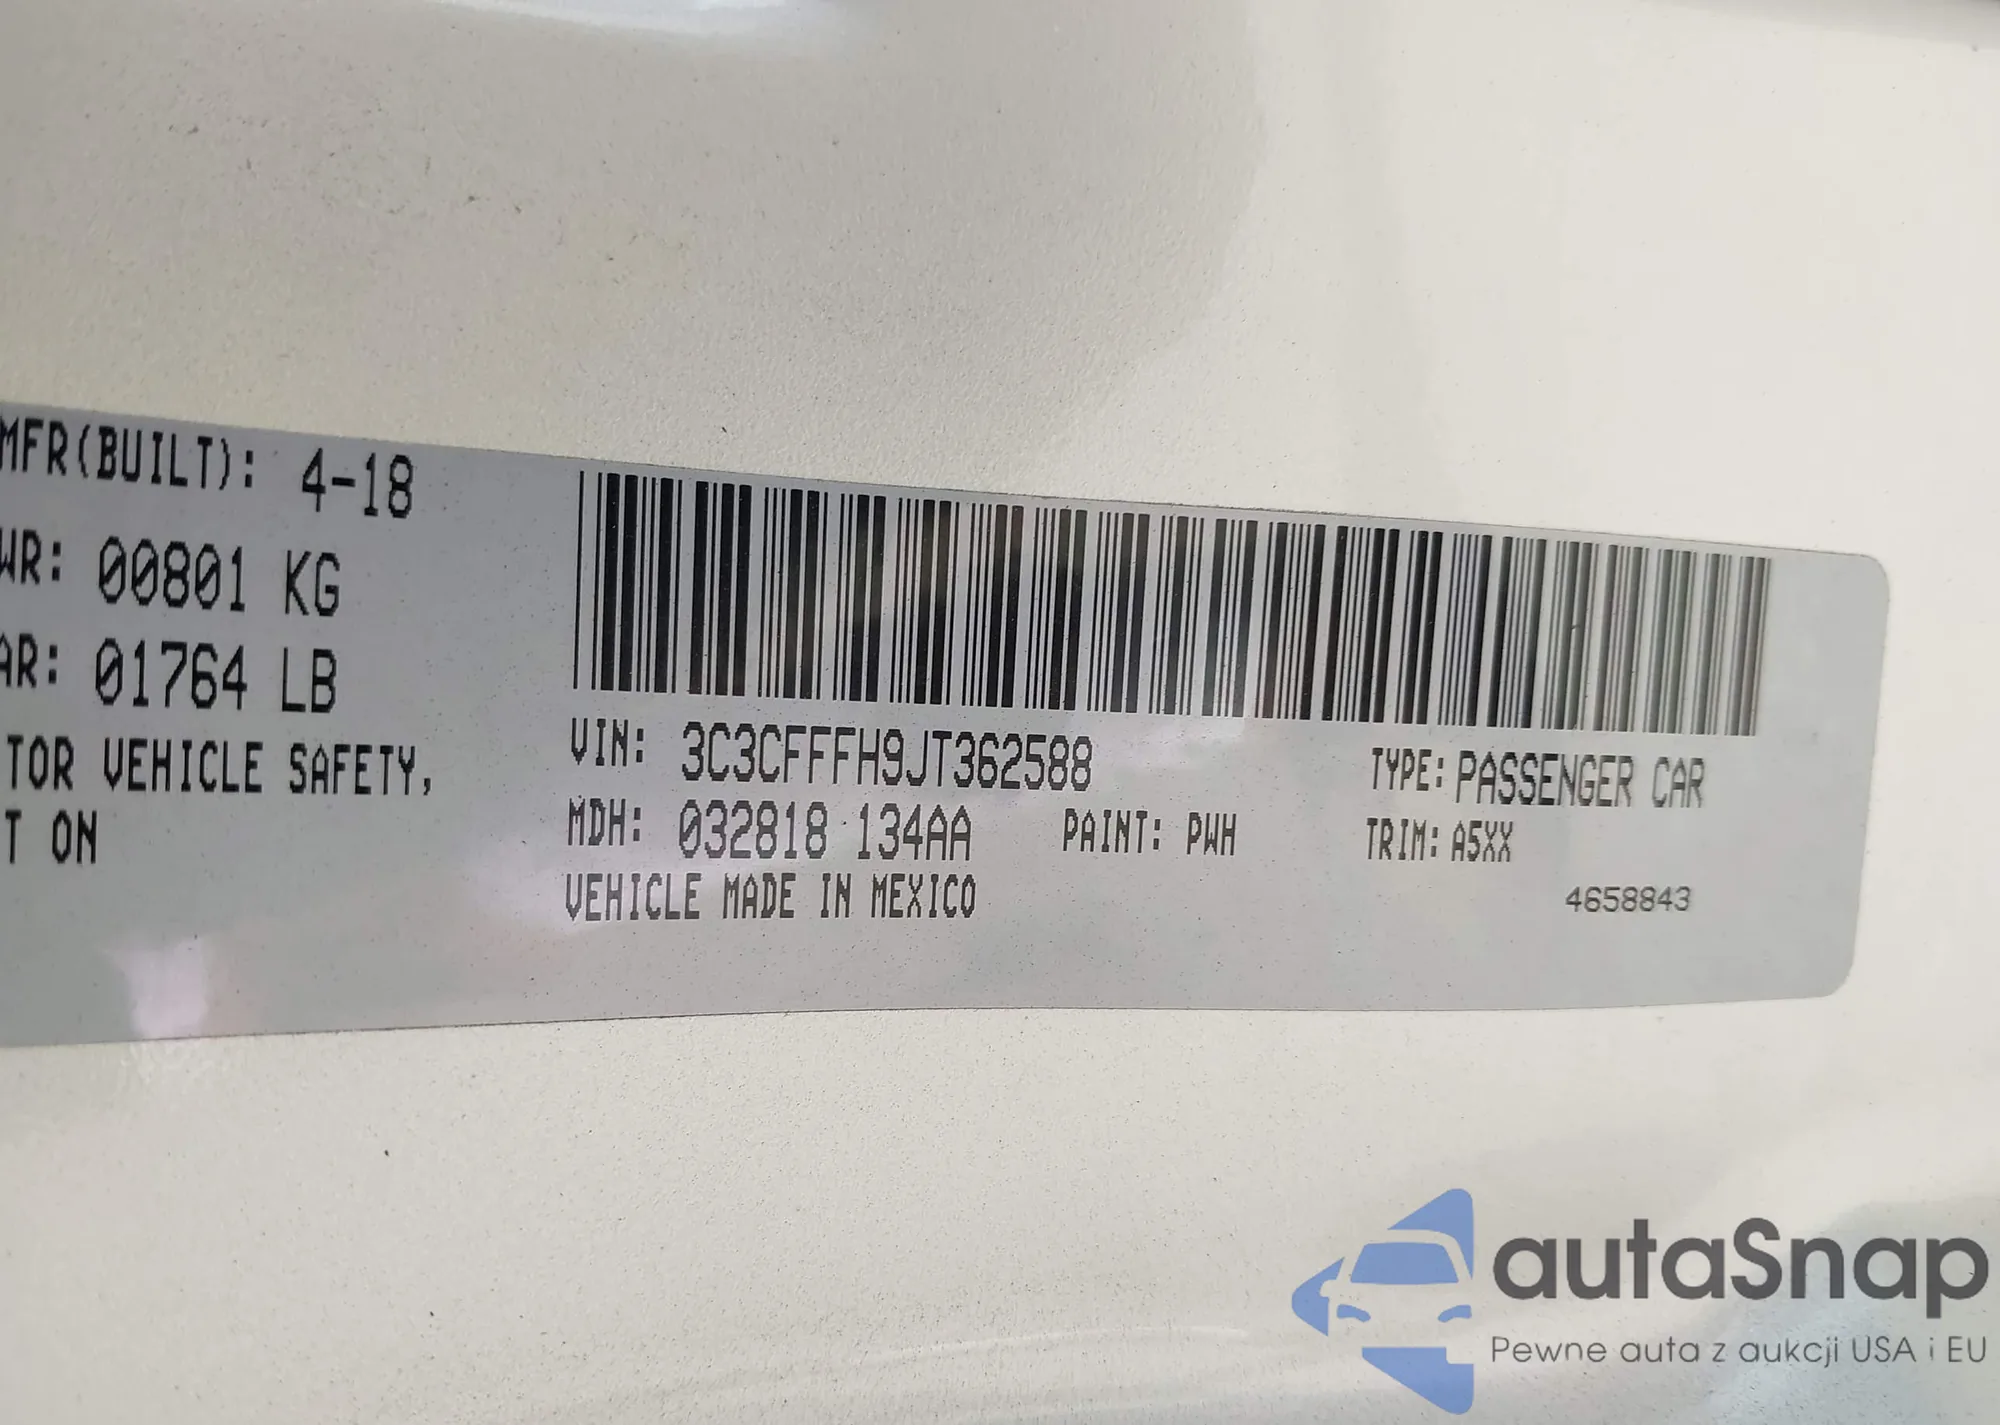 MFR(BUILT): 4-18
WR: 00801 KG
AR: 01764 LB
TOR VEHICLE SAFETY,
T ON
VIN: 3C3CFFFH9JT362588
TYPE: PASSENGER CAR
MDH: 032818 134AA
PAINT: PWH
TRIM: A5XX
VEHICLE MADE IN MEXICO
4658843
autaSnap
Pewne auta z aukcji USA i EU